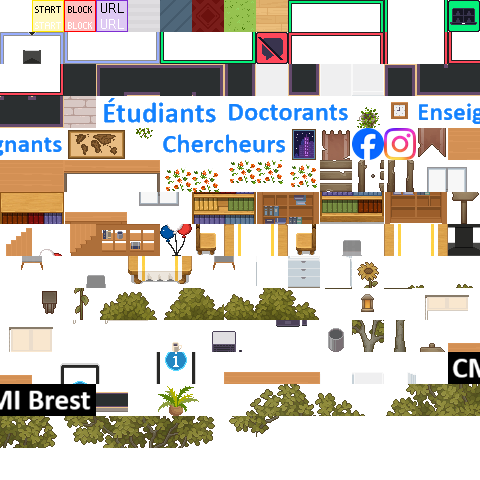 START BLOCK URL
START BLOCK URL
Étudiants Doctorants Enseig
gnants Chercheurs
CM
MI Brest